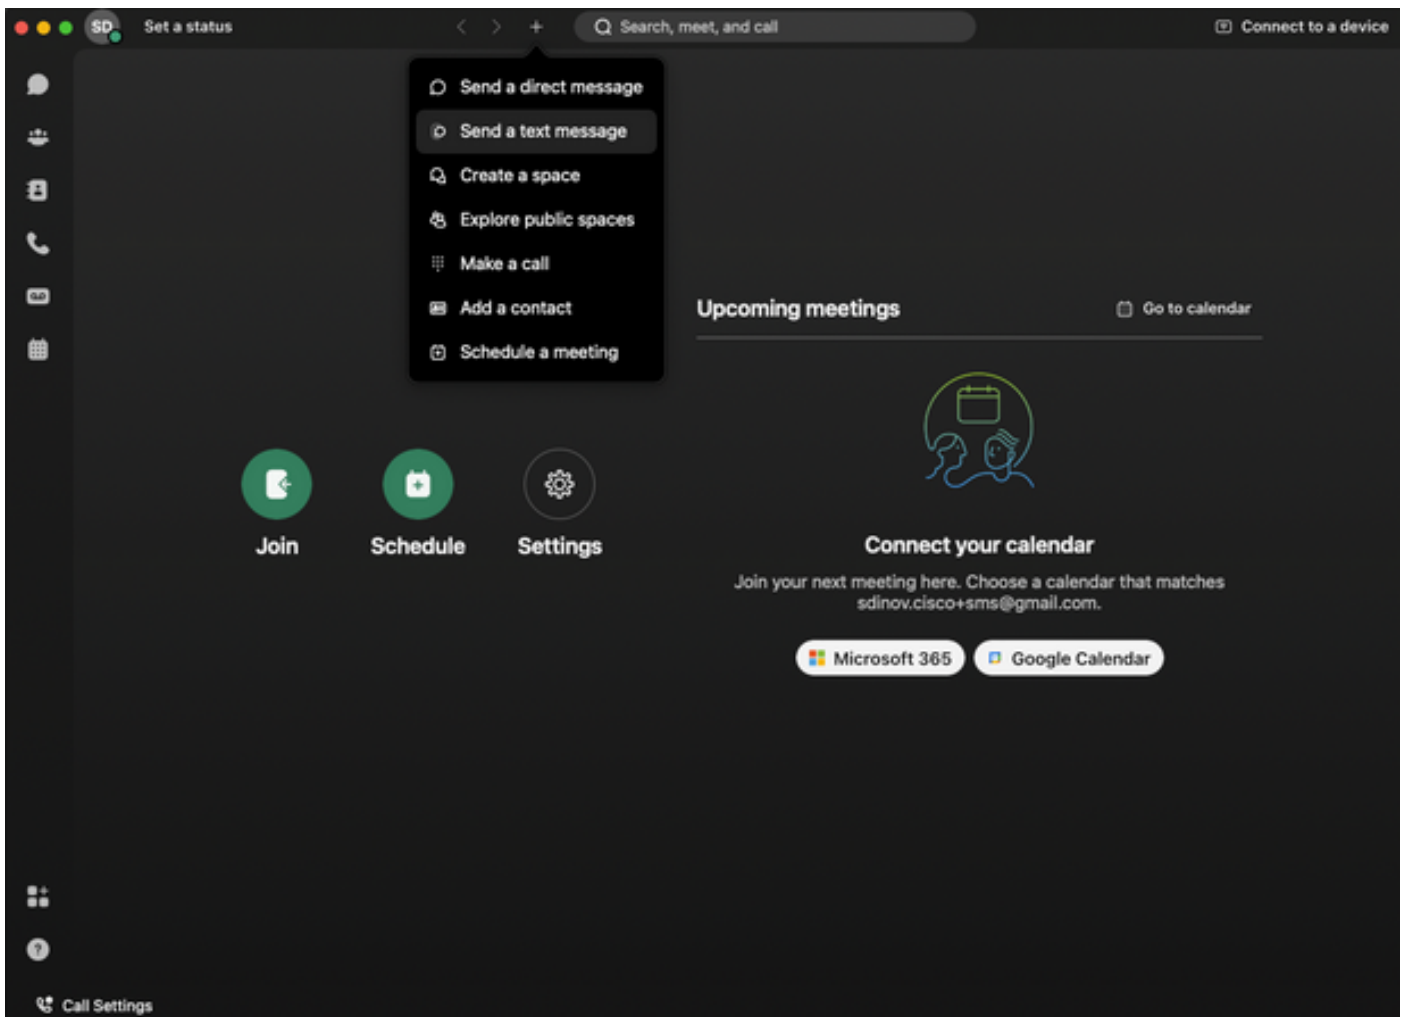 SD
Set a status
Search, meet, and call
Connect to a device
Send a direct message
Send a text message
Create a space
Explore public spaces
Make a call
Add a contact
Schedule a meeting
Upcoming meetings
Go to calendar
Join
Schedule
Settings
Connect your calendar
Join your next meeting here. Choose a calendar that matches
sdinov.cisco+sms@gmail.com.
Microsoft 365
Google Calendar
Call Settings